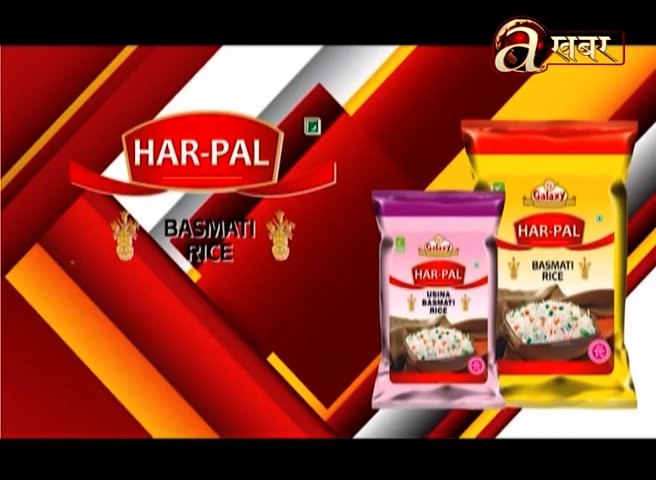 a खबर
HAR-PAL
BASMATI
RICE
Galaxy
HAR-PAL
USINA
BASMATI
RICE
Galaxy
HAR-PAL
BASMATI
RICE